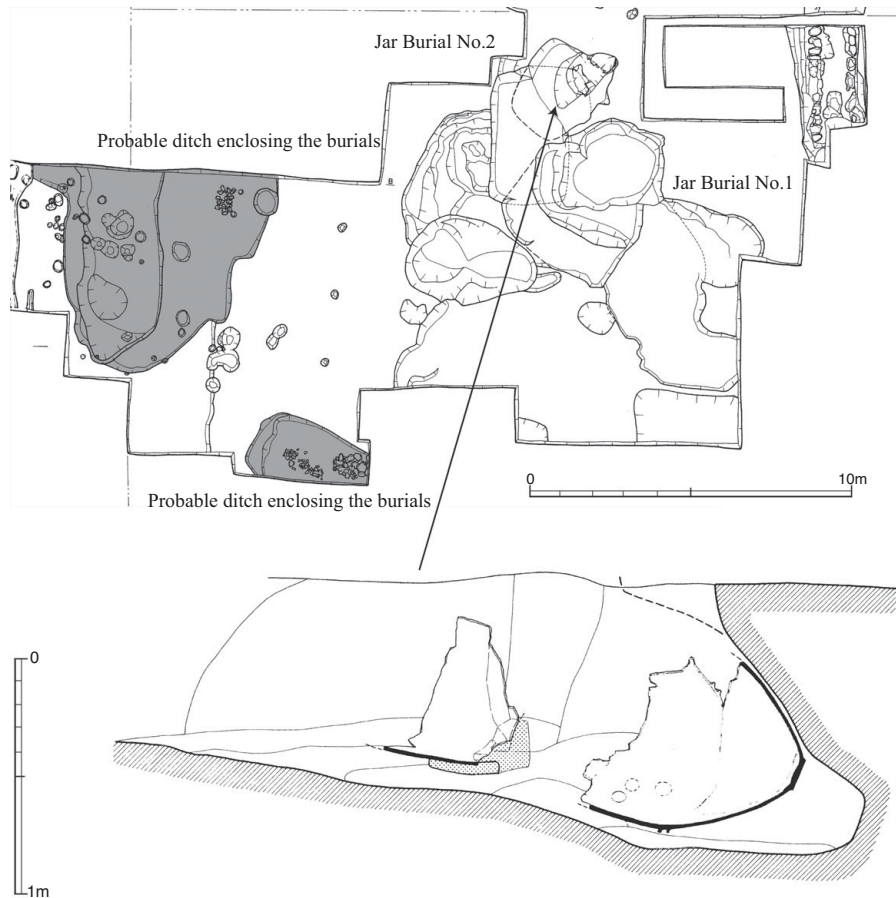 Jar Burial No.2
Probable ditch enclosing the burials
Jar Burial No.1
Probable ditch enclosing the burials
0 10m
0
1m